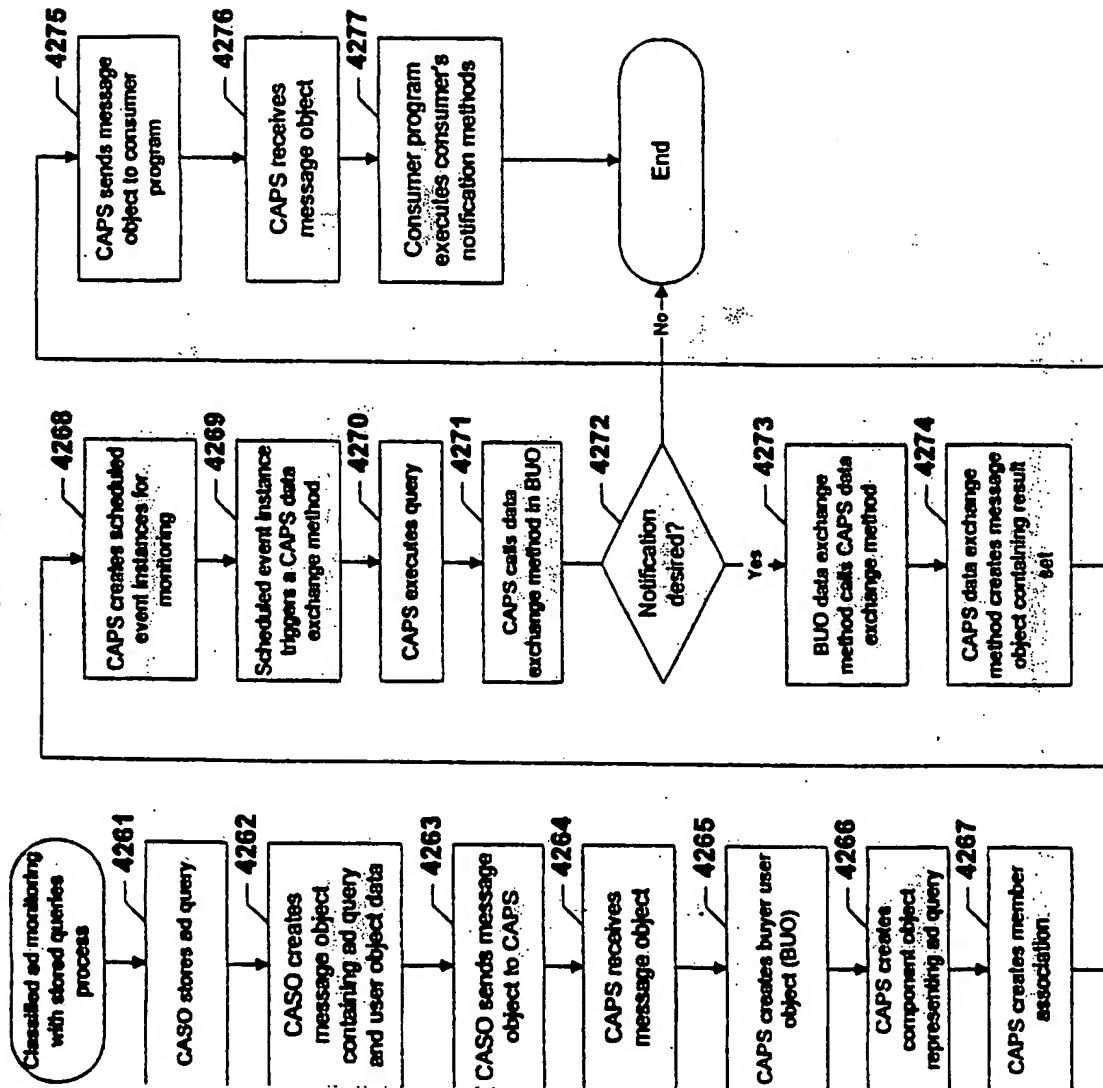 Classified ad monitoring
with stored queries
process
4261
CASO stores ad query
4262
CASO creates
message object
containing ad query
and user object data
4263
CASO sends message
object to CAPS
4264
CAPS receives
message object
4265
CAPS creates buyer user
object (BUO)
4266
CAPS creates
component object
representing ad query
4267
CAPS creates member
association
4268
CAPS creates scheduled
event instances for
monitoring
4269
Scheduled event instance
triggers a CAPS data
exchange method
4270
CAPS executes query
4271
CAPS calls data
exchange method in BUO
4272
Notification
desired?
No
Yes
4273
BUO data exchange
method calls CAPS data
exchange method
4274
CAPS data exchange
method creates message
object containing result
set
4275
CAPS sends message
object to consumer
program
4276
CAPS receives
message object
4277
Consumer program
executes consumer's
notification methods
End